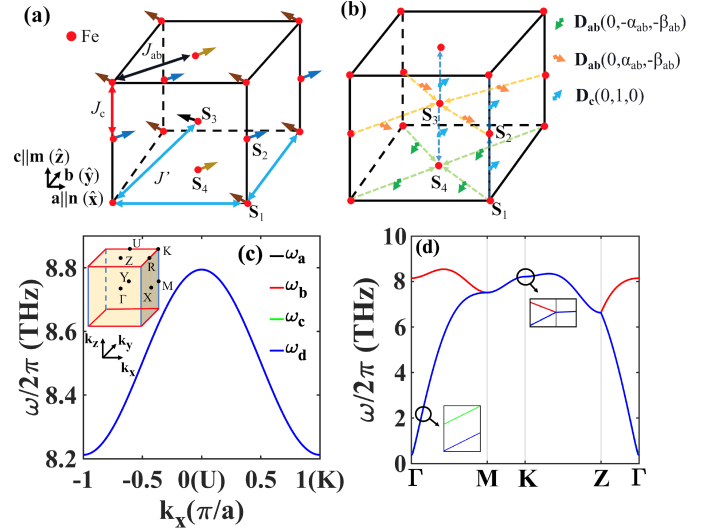 (a)
Fe
J_ab
J_c
S_3
S_2
S_4
J'
S_1
c||m (ẑ)
b (ŷ)
a||n (x̂)
(b)
D_ab(0,-α_ab,-β_ab)
D_ab(0,α_ab,-β_ab)
D_c(0,1,0)
S_3
S_2
S_4
S_1
(c)
ω/2π (THz)
8.8
8.6
8.4
8.2
-1
-0.5
0(U)
0.5
1(K)
k_x(π/a)
U
K
Z
R
Y
M
Γ
X
k_z
k_y
k_x
ω_a
ω_b
ω_c
ω_d
(d)
ω/2π (THz)
10
8
6
4
2
0
Γ
M
K
Z
Γ